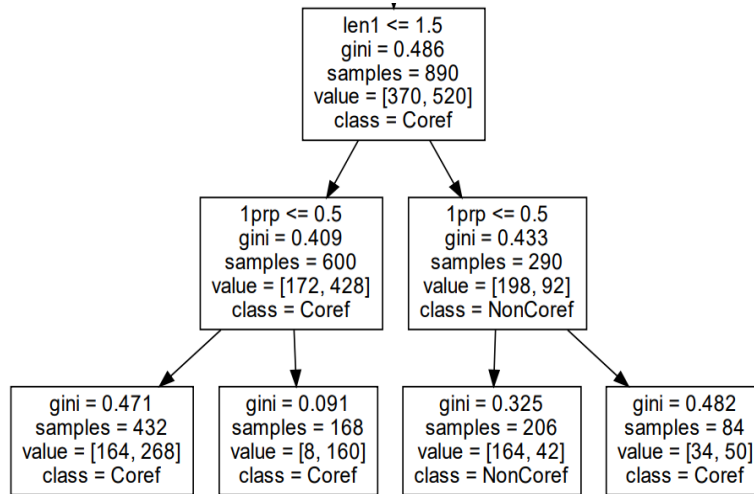 len1 <= 1.5
gini = 0.486
samples = 890
value = [370, 520]
class = Coref
1prp <= 0.5
gini = 0.409
samples = 600
value = [172, 428]
class = Coref
1prp <= 0.5
gini = 0.433
samples = 290
value = [198, 92]
class = NonCoref
gini = 0.471
samples = 432
value = [164, 268]
class = Coref
gini = 0.091
samples = 168
value = [8, 160]
class = Coref
gini = 0.325
samples = 206
value = [164, 42]
class = NonCoref
gini = 0.482
samples = 84
value = [34, 50]
class = Coref